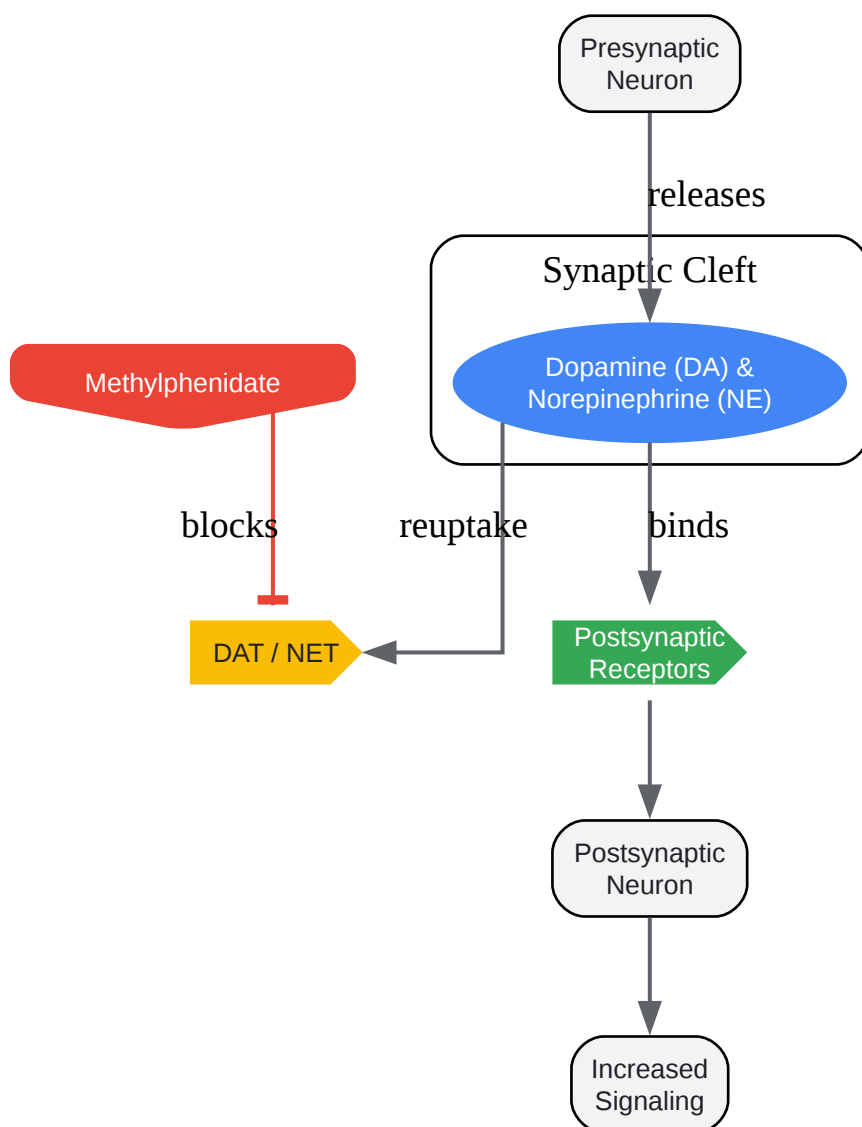 Presynaptic
Neuron
releases
Synaptic Cleft
Dopamine (DA) &
Norepinephrine (NE)
Methylphenidate
blocks
reuptake
binds
DAT / NET
Postsynaptic
Receptors
Postsynaptic
Neuron
Increased
Signaling